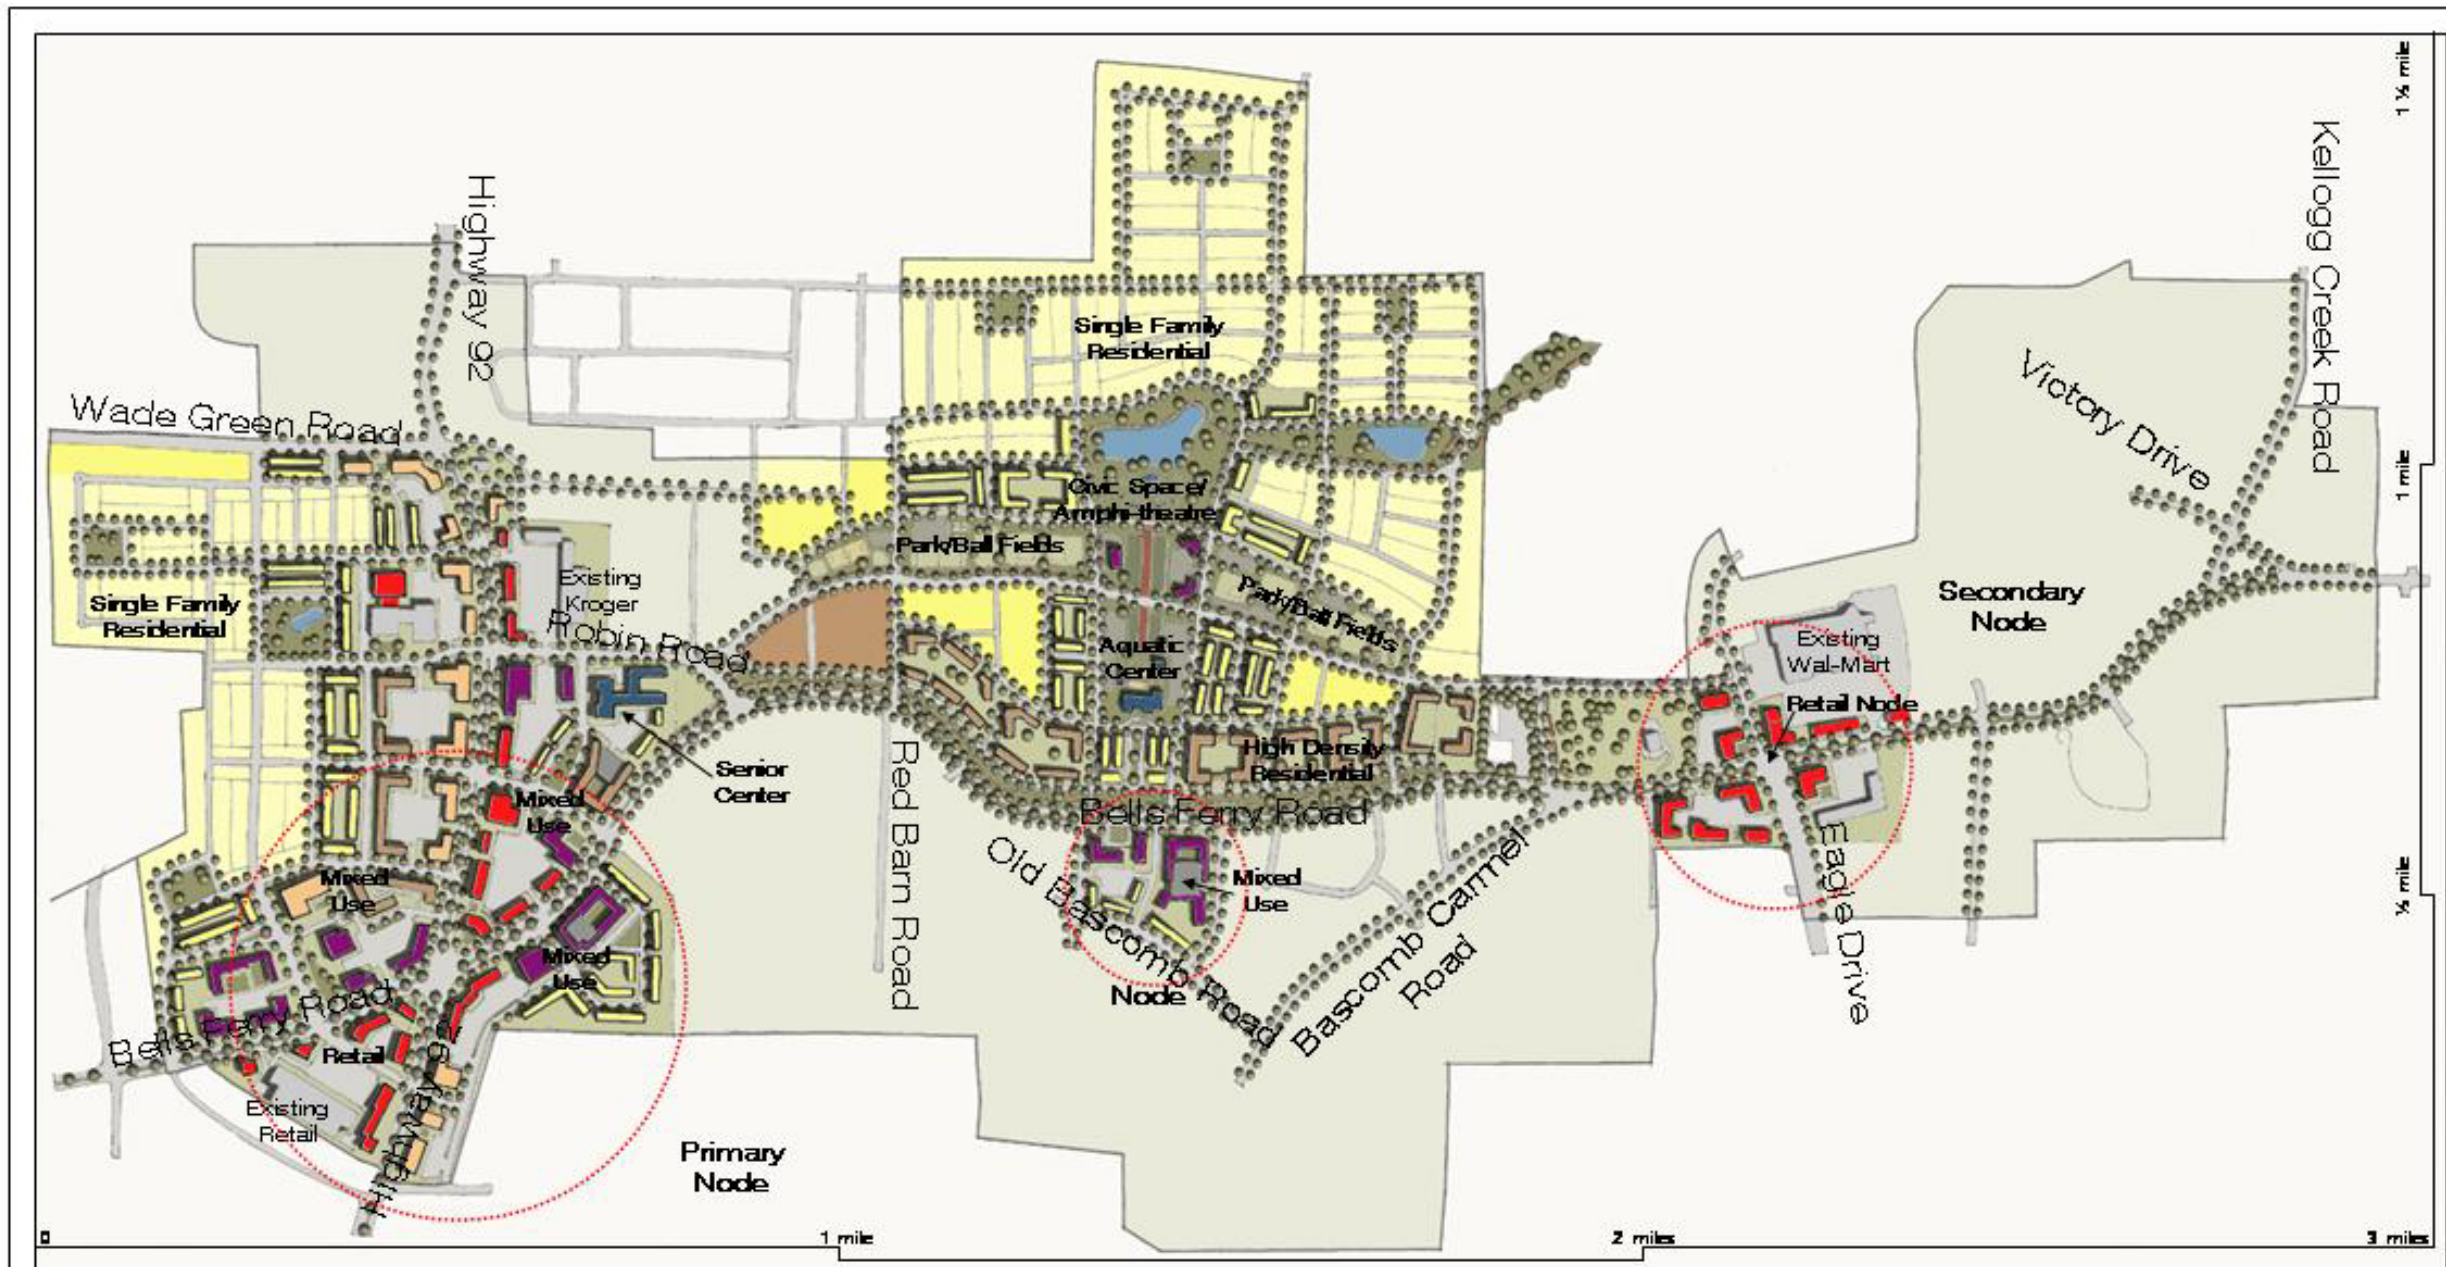 1 ¼ mile
Kellogg Creek Road
Highway 92
Single Family
Residential
Victory Drive
Wade Green Road
1 mile
Civic Space/
Amphi-theatre
Park/Ball Fields
Existing
Kroger
Park/Ball Fields
Secondary
Node
Single Family
Residential
Robin Road
Aquatic
Center
Existing
Wal-Mart
Retail Node
High Density
Residential
Senior
Center
Red Barn Road
Mixed
Use
Bells Ferry Road
Old Bascomb Road
Bascomb Carmel
Road
Eagle Drive
Mixed
Use
Mixed
Use
½ mile
Mixed
Use
Node
Bells Ferry Road
Retail
Highway 92
Existing
Retail
Primary
Node
0
1 mile
2 miles
3 miles